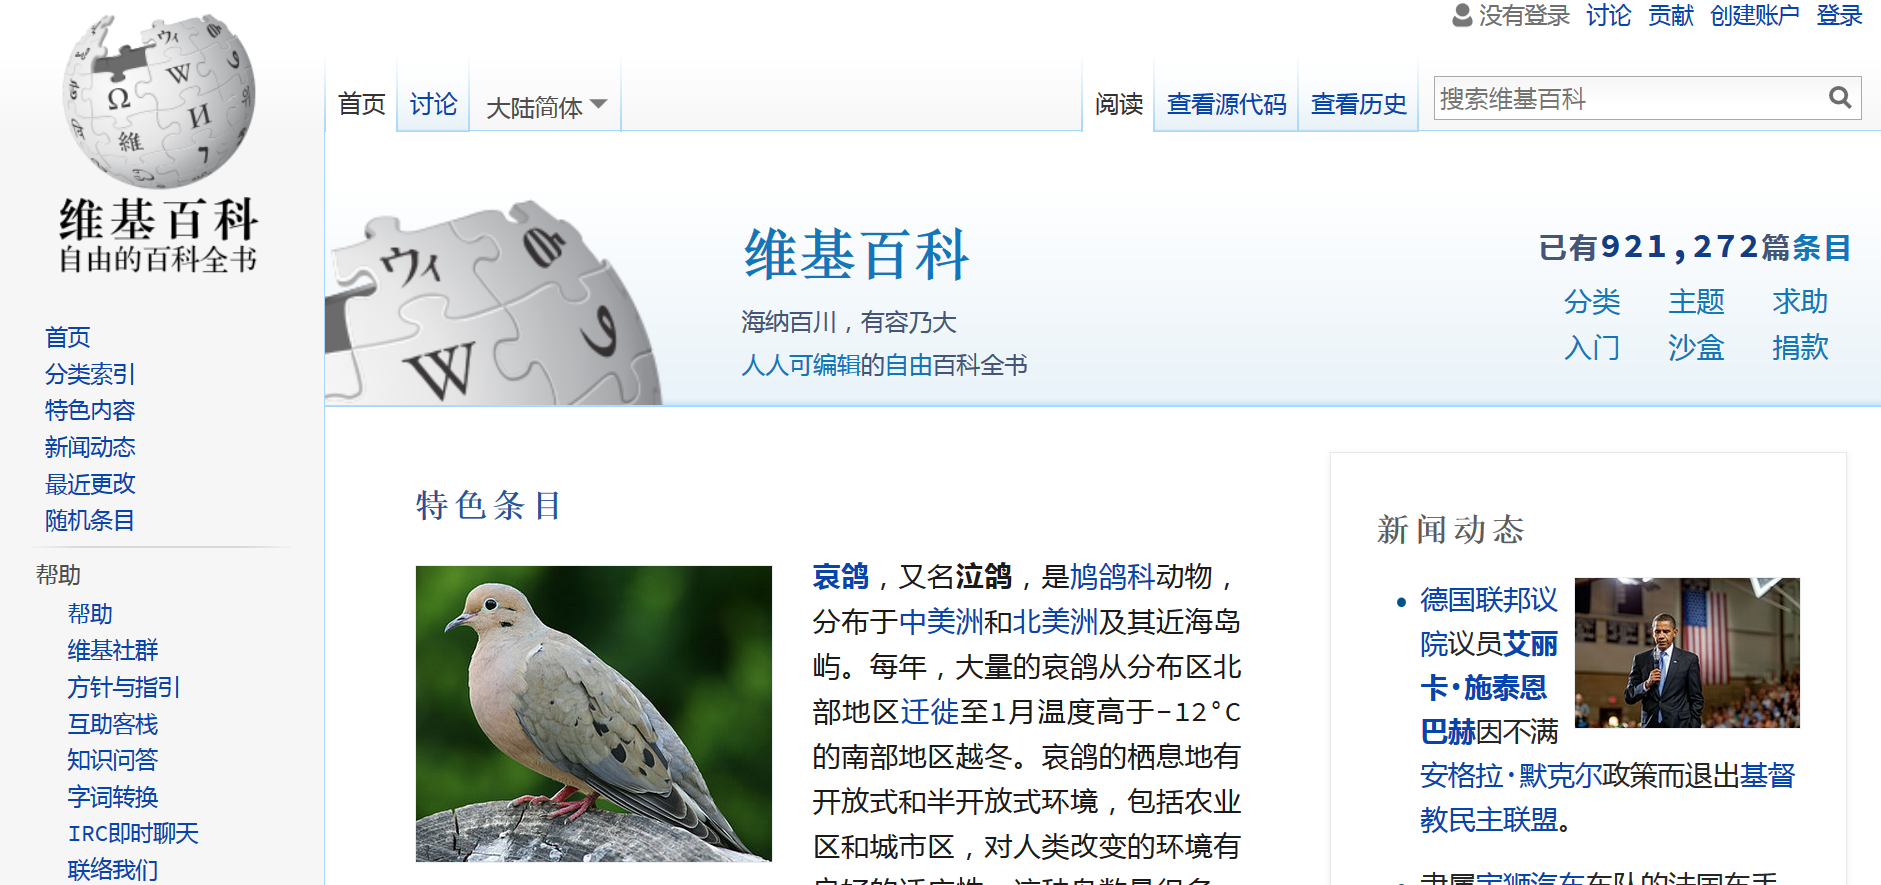 没有登录 讨论 贡献 创建账户 登录
首页 讨论 大陆简体 阅读 查看源代码 查看历史 搜索维基百科
维基百科
自由的百科全书
首页
分类索引
特色内容
新闻动态
最近更改
随机条目
帮助
帮助
维基社群
方针与指引
互助客栈
知识问答
字词转换
IRC即时聊天
联络我们
维基百科
海纳百川，有容乃大
人人可编辑的自由百科全书
已有921,272篇条目
分类 主题 求助
入门 沙盒 捐款
特色条目
哀鸽，又名泣鸽，是鸠鸽科动物，
分布于中美洲和北美洲及其近海岛
屿。每年，大量的哀鸽从分布区北
部地区迁徙至1月温度高于-12°C
的南部地区越冬。哀鸽的栖息地有
开放式和半开放式环境，包括农业
区和城市区，对人类改变的环境有
新闻动态
德国联邦议
院议员艾丽
卡·施泰恩
巴赫因不满
安格拉·默克尔政策而退出基督
教民主联盟。